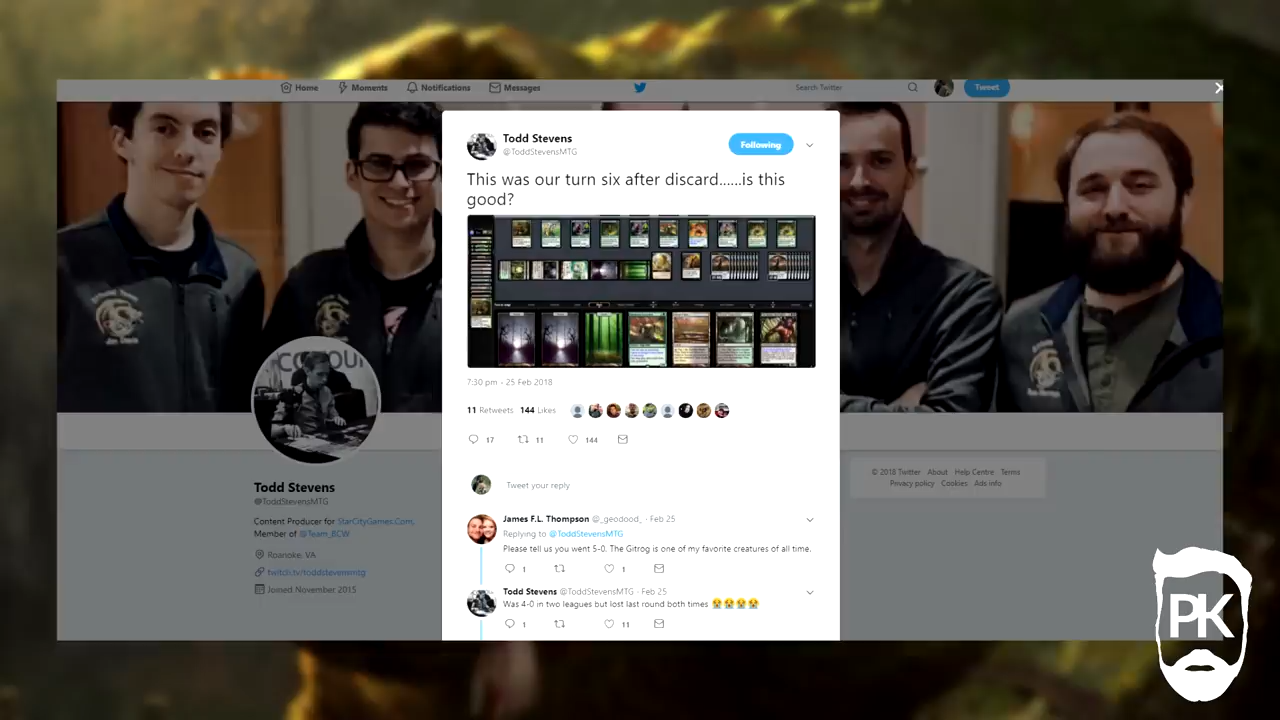 Home
Moments
Notifications
Messages
Search Twitter
Tweet
Todd Stevens
@ToddStevensMTG
Following
This was our turn six after discard......is this
good?
7:30 pm - 25 Feb 2018
11 Retweets 144 Likes
17 11 144
Tweet your reply
James F.L. Thompson @_geodood_ · Feb 25
Replying to @ToddStevensMTG
Please tell us you went 5-0. The Gitrog is one of my favorite creatures of all time.
1 1
Todd Stevens @ToddStevensMTG · Feb 25
Was 4-0 in two leagues but lost last round both times 😭😭😭😭
1 11
Todd Stevens
@ToddStevensMTG
Content Producer for StarCityGames.Com,
Member of @Team_BCW
Roanoke, VA
twitch.tv/toddstevensmtg
Joined November 2015
© 2018 Twitter About Help Centre Terms
Privacy policy Cookies Ads info
PK